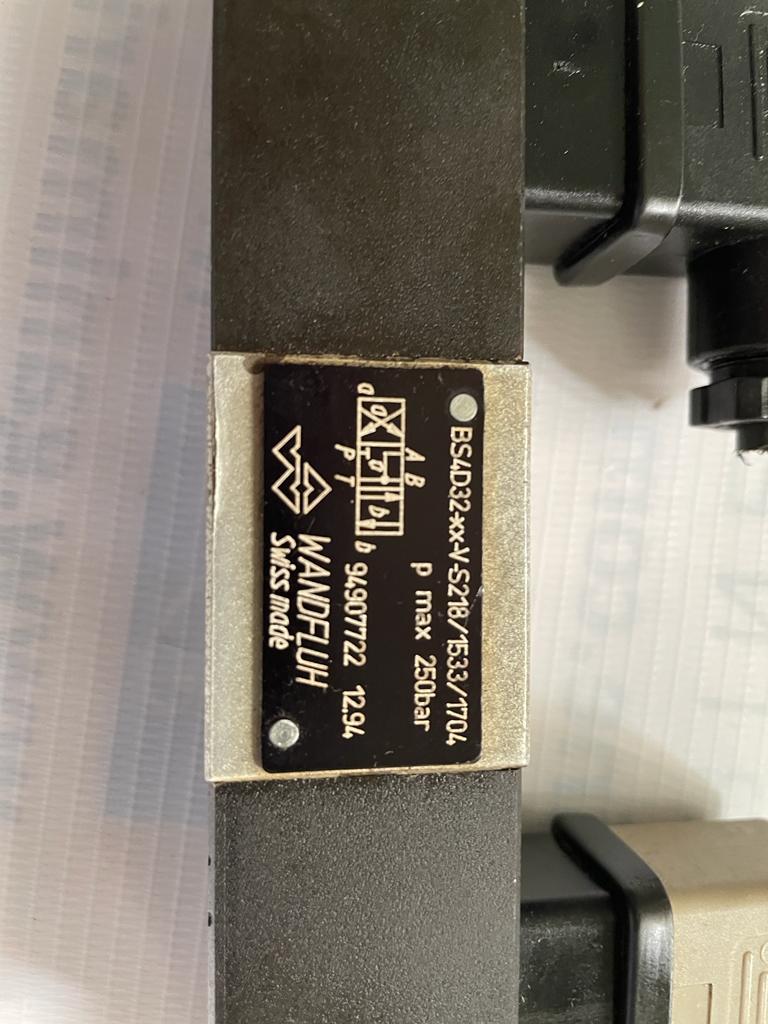 BS4D32-xx-V-S218/1533/1704
A B
p max 250bar
a a o b b
P T
94907722 12.94
WANDFLUH
Swiss made